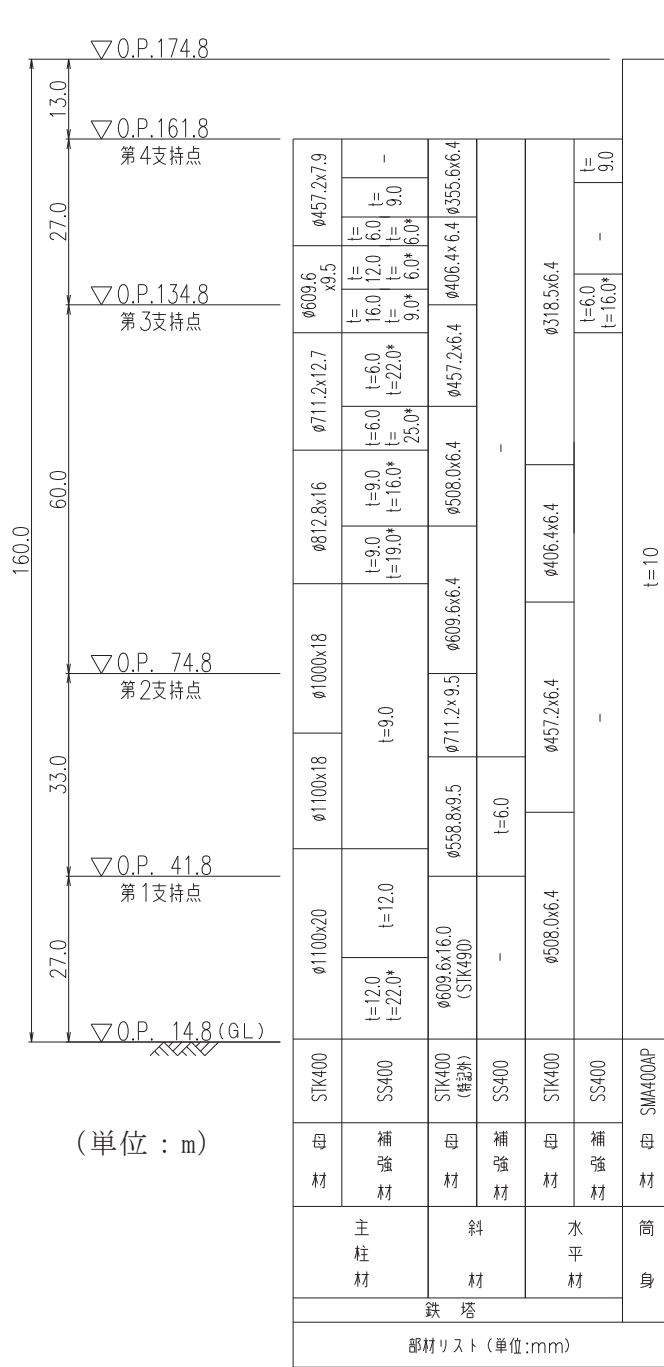 ▽O.P.174.8
13.0
▽O.P.161.8
第4支持点
27.0
▽O.P.134.8
第3支持点
60.0
160.0
▽O.P. 74.8
第2支持点
33.0
▽O.P. 41.8
第1支持点
27.0
▽O.P. 14.8(GL)
(単位:m)
φ457.2x7.9
φ609.6
x9.5
φ711.2x12.7
φ812.8x16
φ1000x18
φ1100x18
φ1100x20
STK400
母材
-
t=
9.0
t=
6.0
t=
6.0*
t=
12.0
t=
6.0*
t=
16.0
t=
9.0*
t=6.0
t=22.0*
t=6.0
t=
25.0*
t=9.0
t=16.0*
t=9.0
t=19.0*
t=9.0
t=12.0
t=12.0
t=22.0*
SS400
補強材
主柱材
φ355.6x6.4
φ406.4x6.4
φ457.2x6.4
φ508.0x6.4
φ609.6x6.4
φ711.2x9.5
φ558.8x9.5
φ609.6x16.0
(STK490)
STK400
(特記外)
母材
-
t=6.0
-
SS400
補強材
斜材
φ318.5x6.4
φ406.4x6.4
φ457.2x6.4
φ508.0x6.4
STK400
母材
t=
9.0
-
t=6.0
t=16.0*
-
SS400
補強材
水平材
鉄塔
t=10
SMA400AP
母材
筒身
部材リスト(単位:mm)